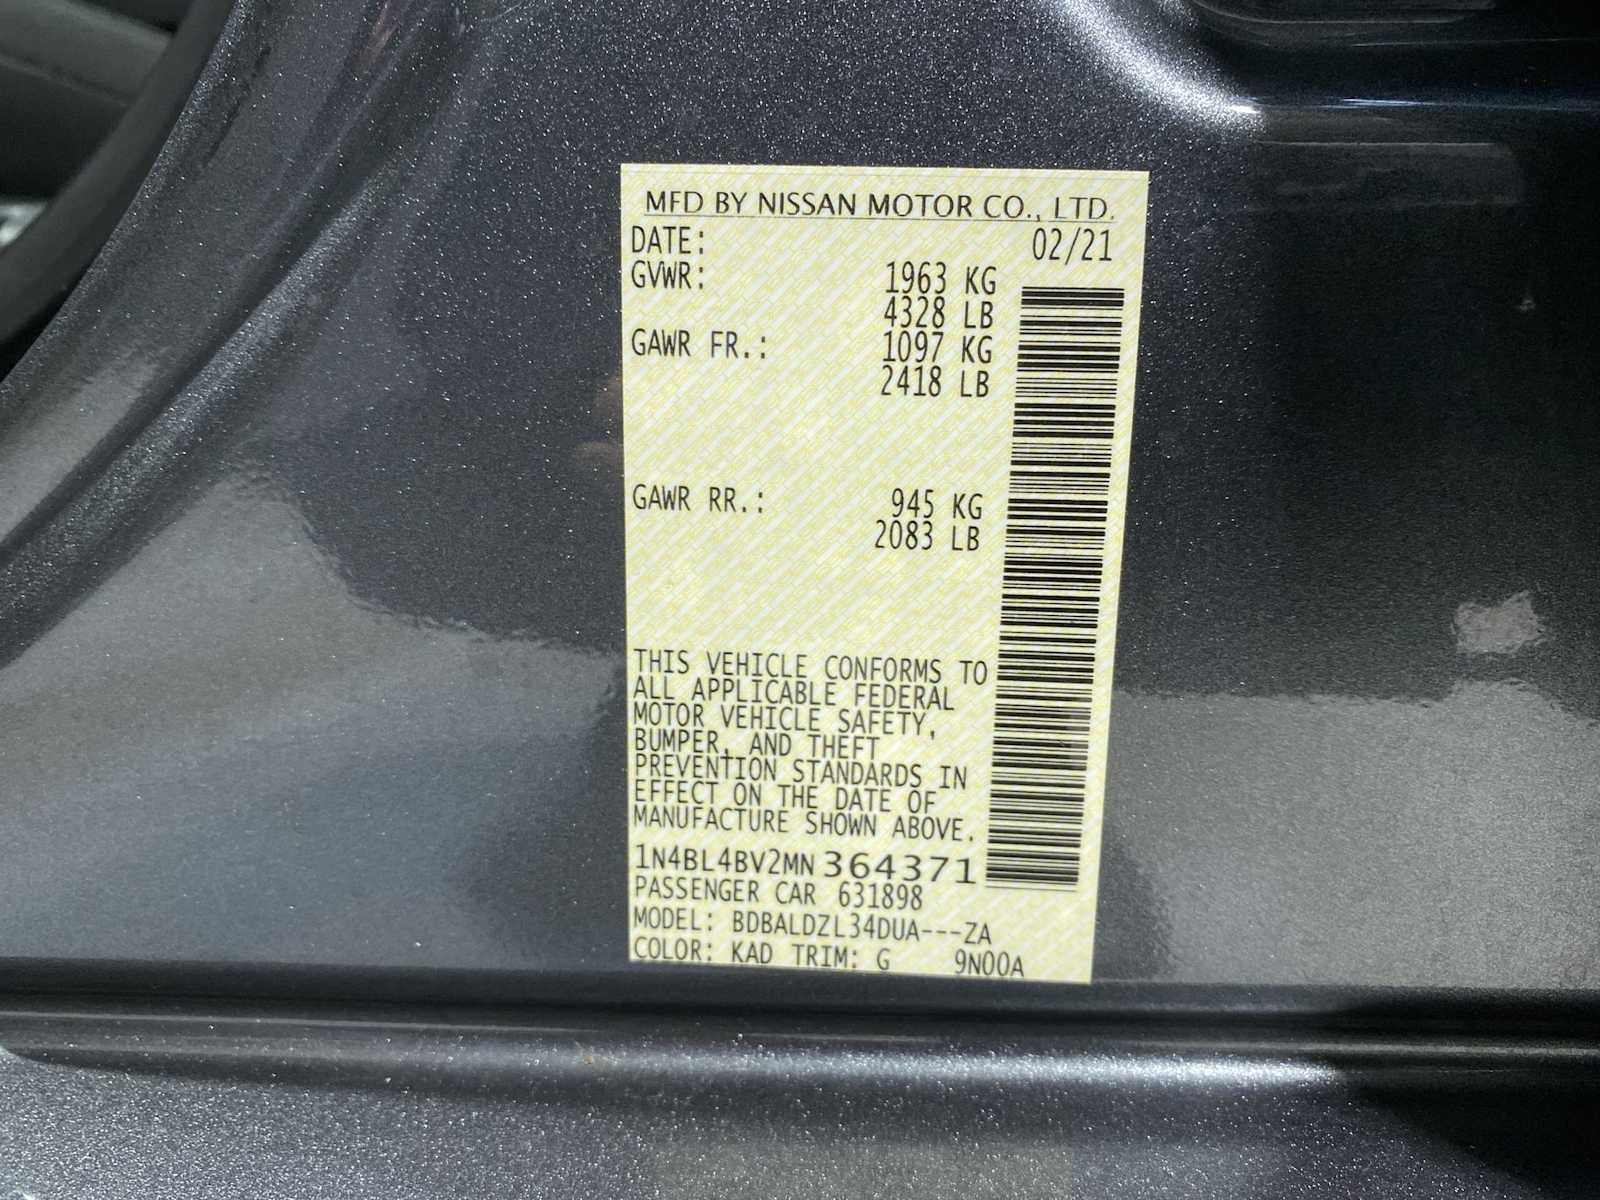 MFD BY NISSAN MOTOR CO., LTD.
DATE: 02/21
GVWR: 1963 KG
4328 LB
GAWR FR.: 1097 KG
2418 LB
GAWR RR.: 945 KG
2083 LB
THIS VEHICLE CONFORMS TO
ALL APPLICABLE FEDERAL
MOTOR VEHICLE SAFETY,
BUMPER, AND THEFT
PREVENTION STANDARDS IN
EFFECT ON THE DATE OF
MANUFACTURE SHOWN ABOVE.
1N4BL4BV2MN364371
PASSENGER CAR 631898
MODEL: BDBALDZL34DUA---ZA
COLOR: KAD TRIM: G 9N00A